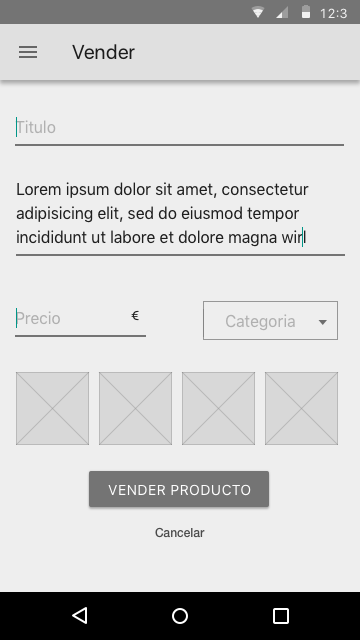 12:3
Vender
Titulo
Lorem ipsum dolor sit amet, consectetur
adipisicing elit, sed do eiusmod tempor
incididunt ut labore et dolore magna wirl
Precio €
Categoria
VENDER PRODUCTO
Cancelar